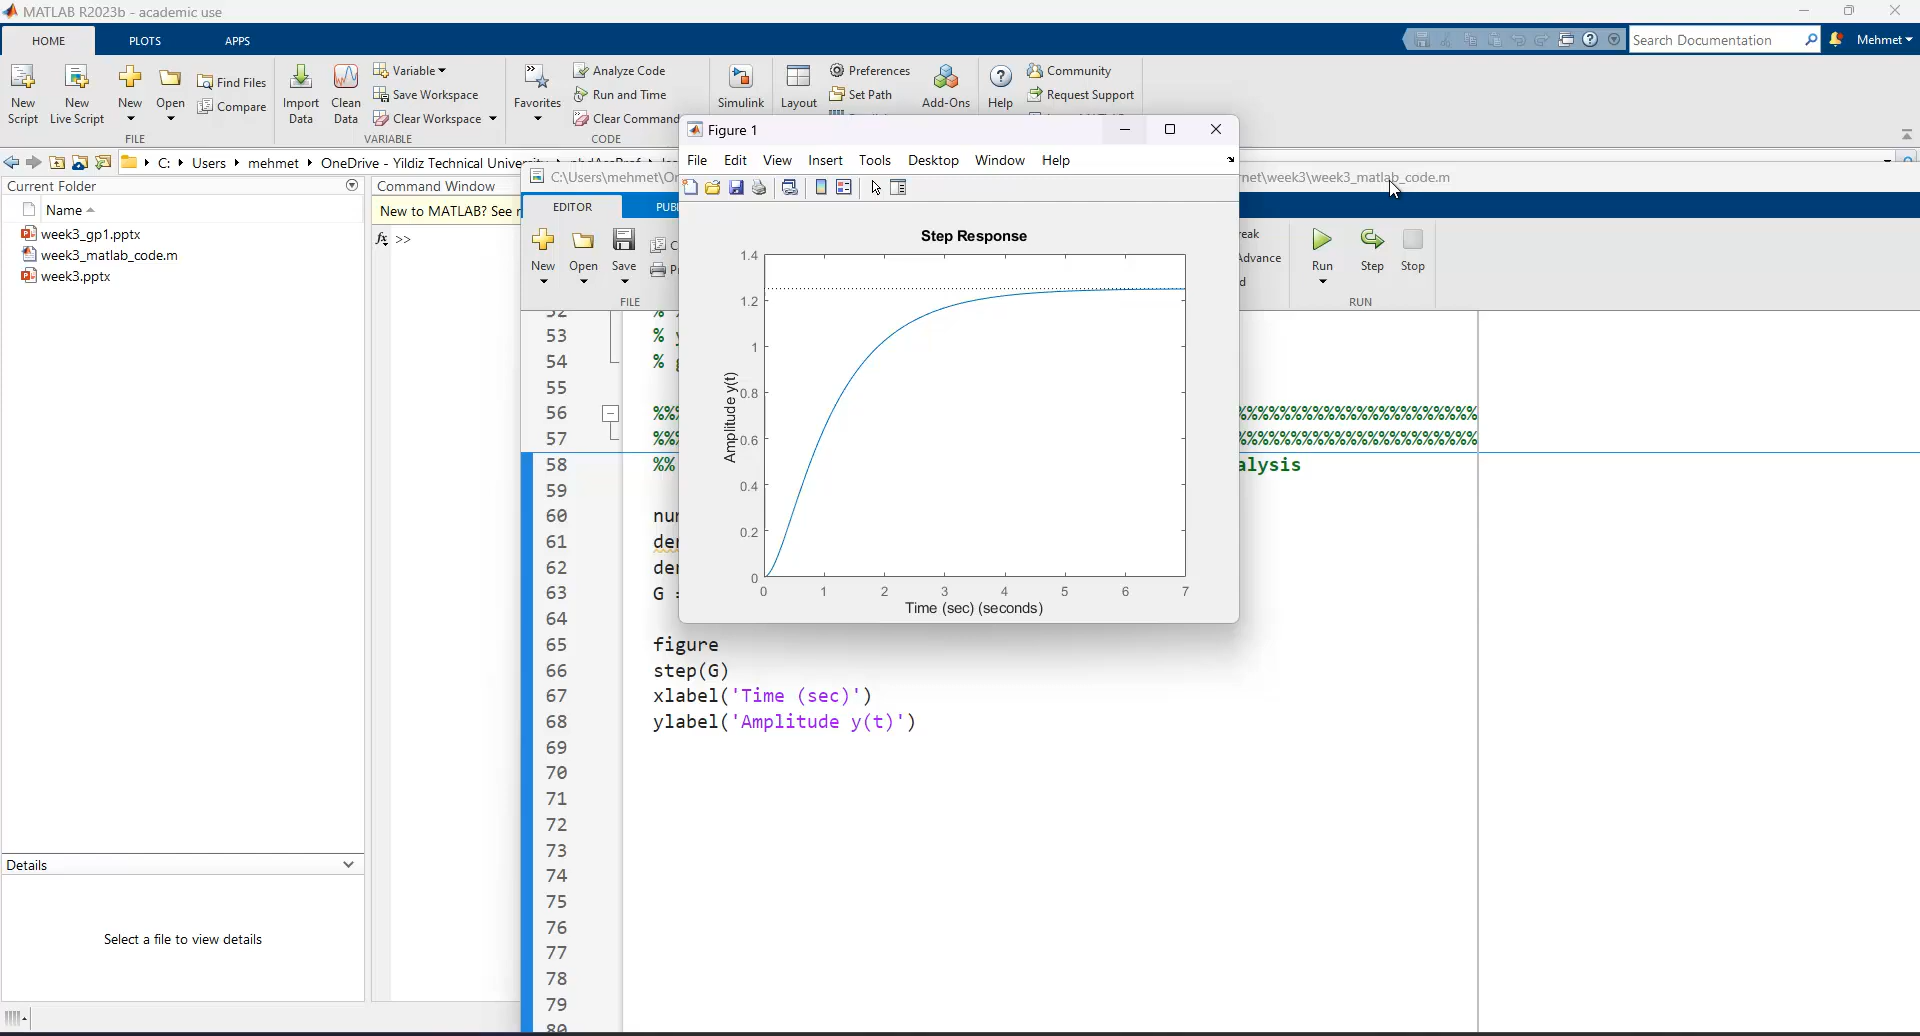 MATLAB R2023b - academic use
HOME PLOTS APPS
Search Documentation Mehmet
New Script
New Live Script
New
Open
Find Files
Compare
Import Data
Clean Data
Variable
Save Workspace
Clear Workspace
Favorites
Analyze Code
Run and Time
Clear Command
Simulink
Layout
Preferences
Set Path
Add-Ons
Help
Community
Request Support
FILE VARIABLE CODE
C: Users mehmet OneDrive - Yildiz Technical
Current Folder
Name
week3_gp1.pptx
week3_matlab_code.m
week3.pptx
Details
Select a file to view details
Command Window
New to MATLAB? See
fx >>
C:\Users\mehmet\ \week3\week3_matlab_code.m
EDITOR
New Open Save
FILE
Run Step Stop
RUN
Figure 1
File Edit View Insert Tools Desktop Window Help
Step Response
1.4
1.2
1
0.8
0.6
0.4
0.2
0
Amplitude y(t)
0 1 2 3 4 5 6 7
Time (sec) (seconds)
53 %
54 %
55
56 %%
57 %%
58 %%
59
60
61
62
63 G
64
65 figure
66 step(G)
67 xlabel('Time (sec)')
68 ylabel('Amplitude y(t)')
69
70
71
72
73
74
75
76
77
78
79